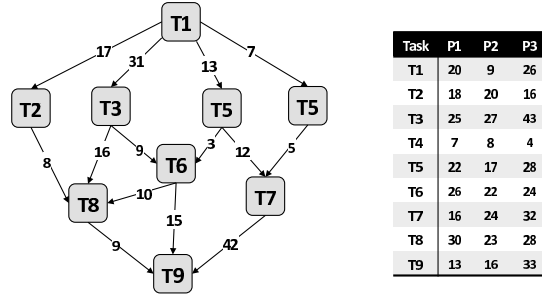 T1
17
31
13
7
T2
T3
T5
T5
8
16
9
3
12
5
T6
T8
10
T7
15
9
42
T9
Task P1 P2 P3
T1 20 9 26
T2 18 20 16
T3 25 27 43
T4 7 8 4
T5 22 17 28
T6 26 22 24
T7 16 24 32
T8 30 23 28
T9 13 16 33